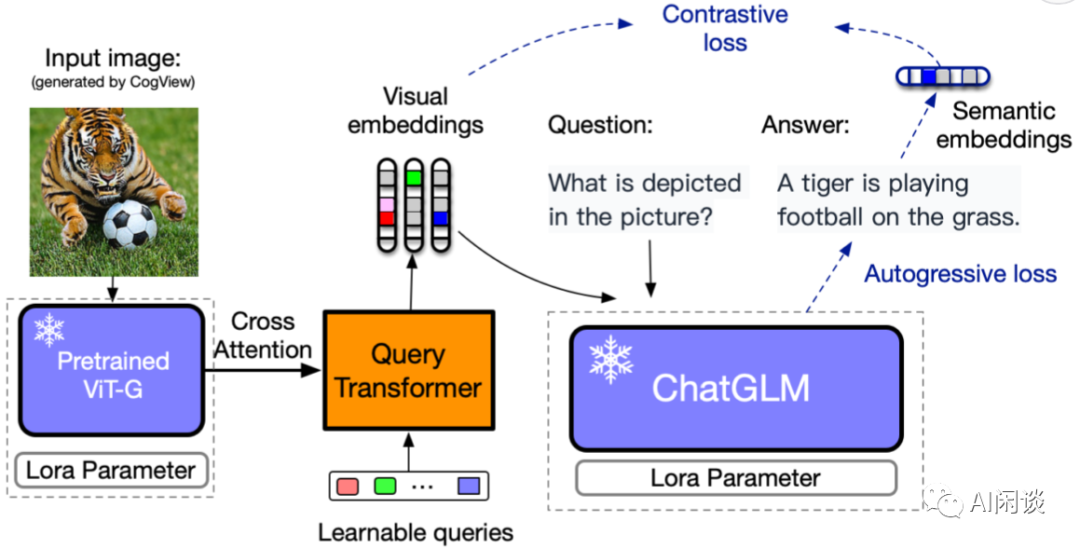 Contrastive
loss
Input image:
(generated by CogView)
Visual
embeddings
Question:
Answer:
Semantic
embeddings
What is depicted
in the picture?
A tiger is playing
football on the grass.
Autogressive loss
Cross
Attention
Pretrained
ViT-G
Query
Transformer
ChatGLM
Lora Parameter
Lora Parameter
...
Learnable queries
AI闲谈